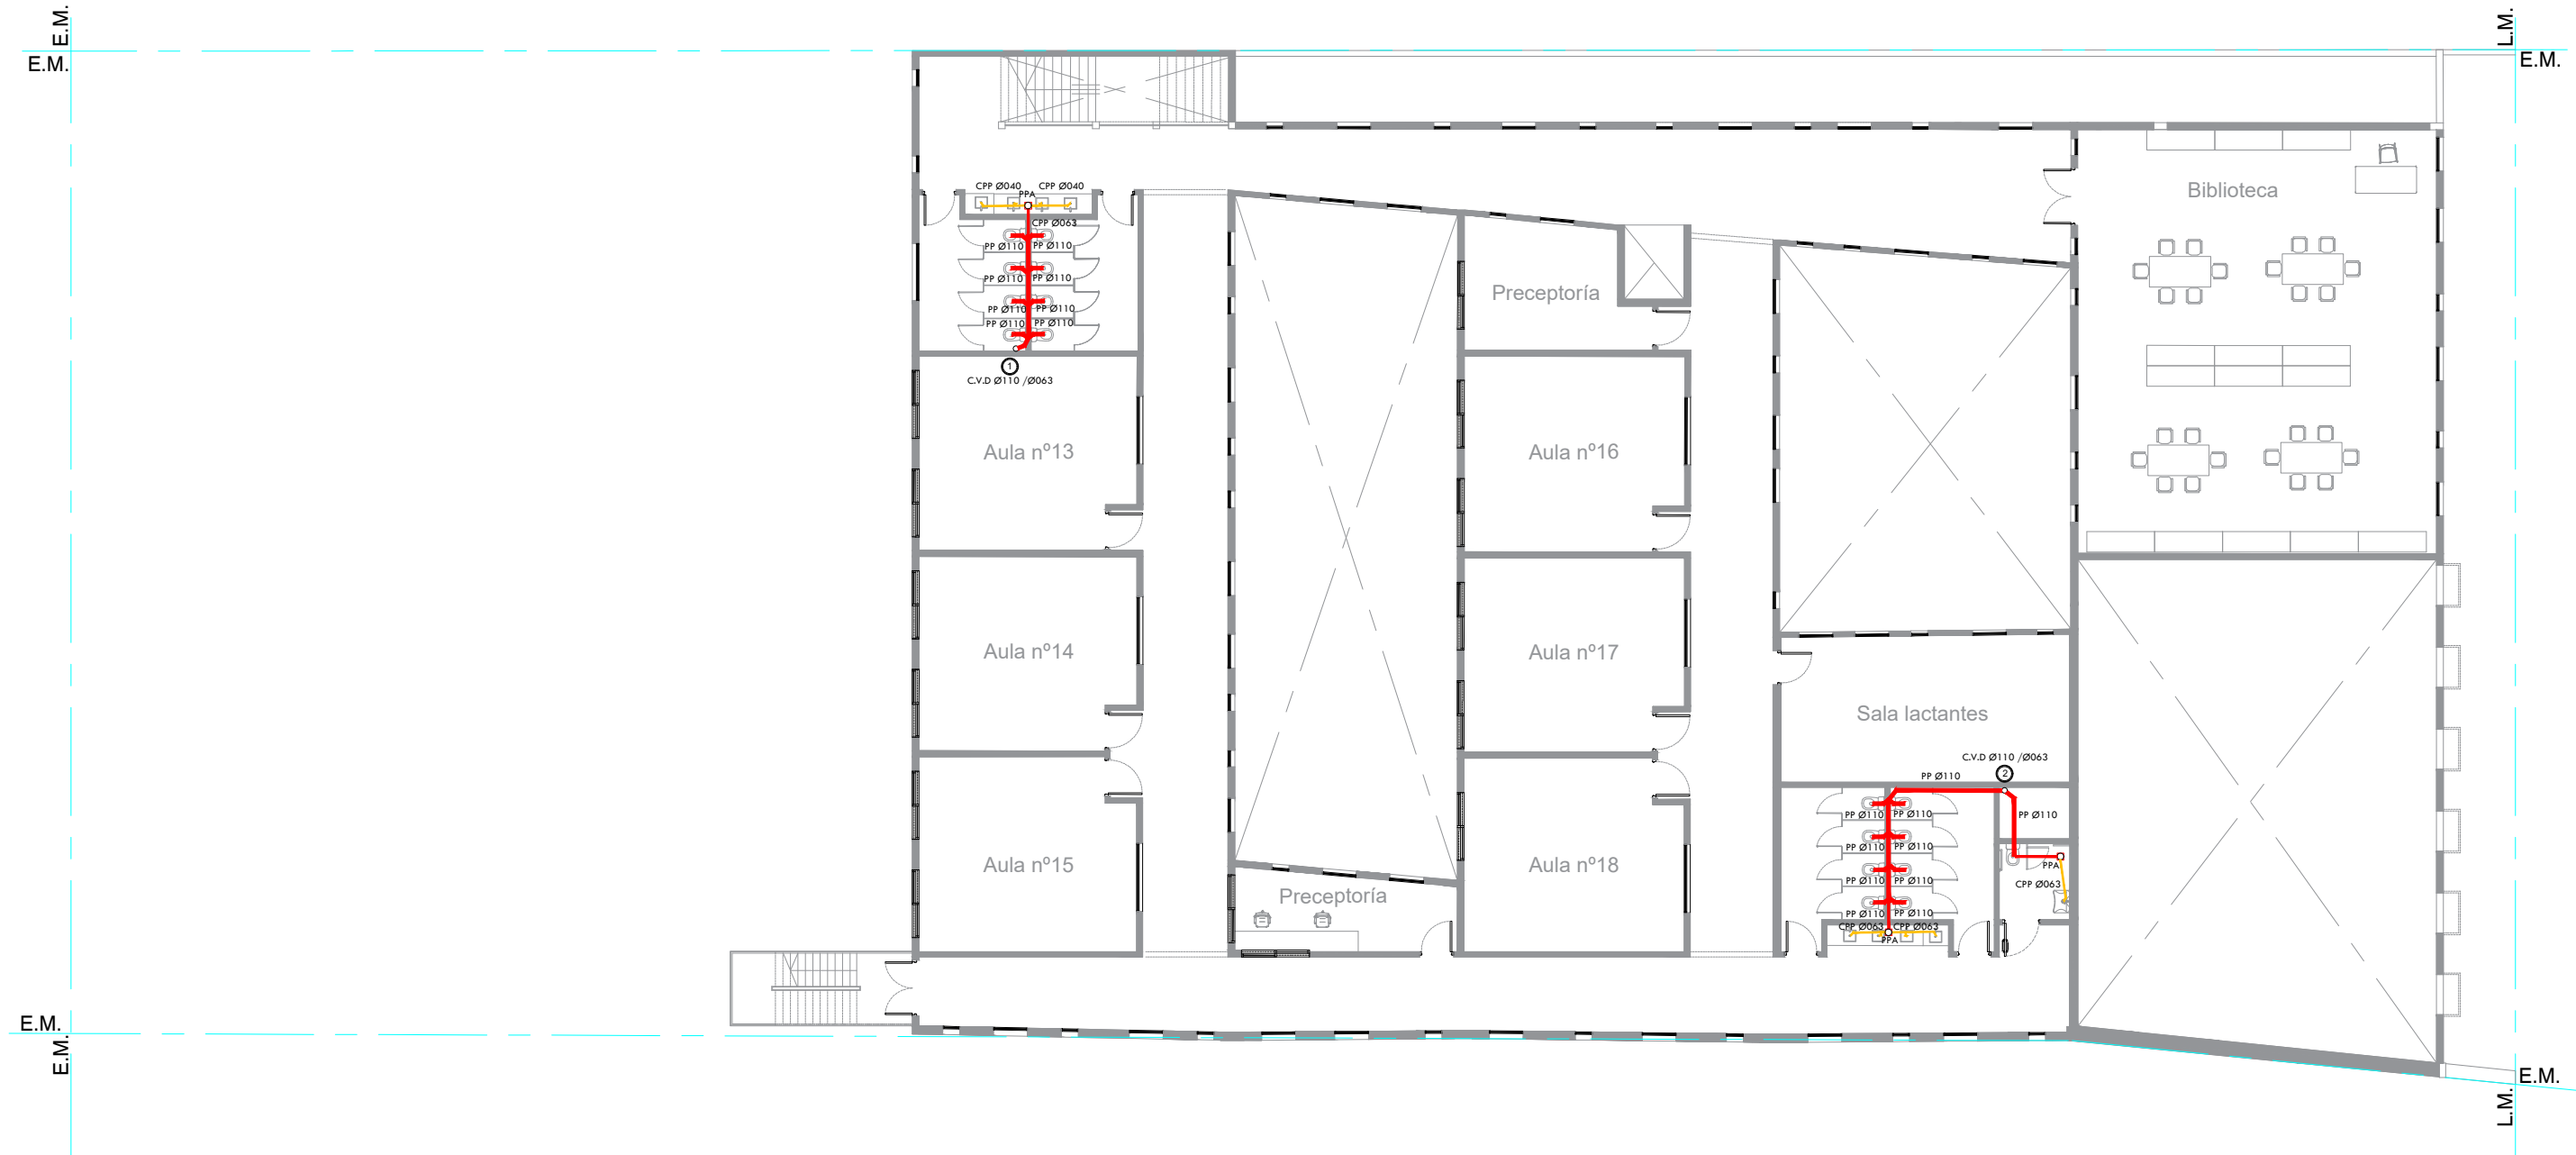 E.M.
E.M.
L.M.
E.M.
CPP Ø040
CPP Ø040
PPA
CPP Ø063
PP Ø110
PP Ø110
PP Ø110
PP Ø110
PP Ø110
PP Ø110
PP Ø110
PP Ø110
1
C.V.D Ø110 /Ø063
Biblioteca
Preceptoría
Aula nº13
Aula nº16
Aula nº14
Aula nº17
Sala lactantes
C.V.D Ø110 /Ø063
2
PP Ø110
PP Ø110
PP Ø110
PP Ø110
PP Ø110
PP Ø110
PP Ø110
PP Ø110
PP Ø110
PP Ø110
PPA
CPP Ø063
CPP Ø063
CPP Ø063
PPA
Aula nº15
Preceptoría
Aula nº18
E.M.
E.M.
E.M.
L.M.